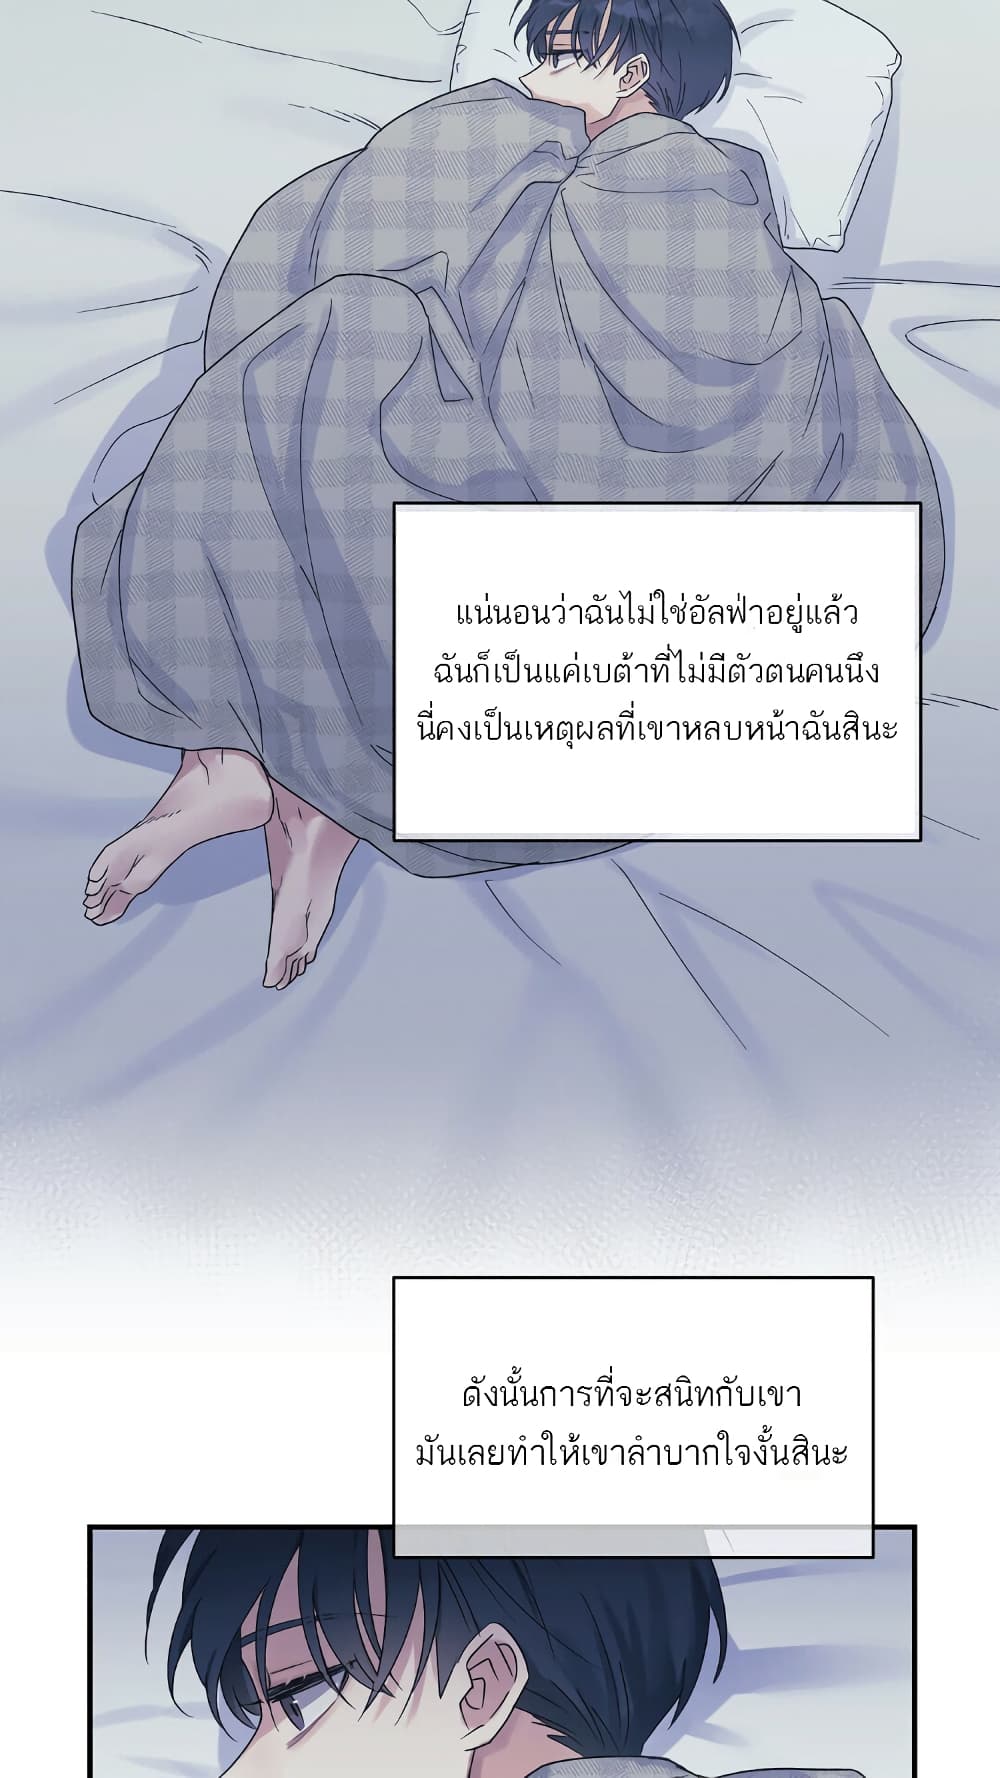 แน่นอนว่าฉันไม่ใช่อัลฟ่าอยู่แล้ว
ฉันก็เป็นแค่เบต้าที่ไม่มีตัวตนคนนึง
นี่คงเป็นเหตุผลที่เขาหลบหน้าฉันสินะ
ดังนั้นการที่จะสนิทกับเขา
มันเลยทำให้เขาลำบากใจงั้นสินะ